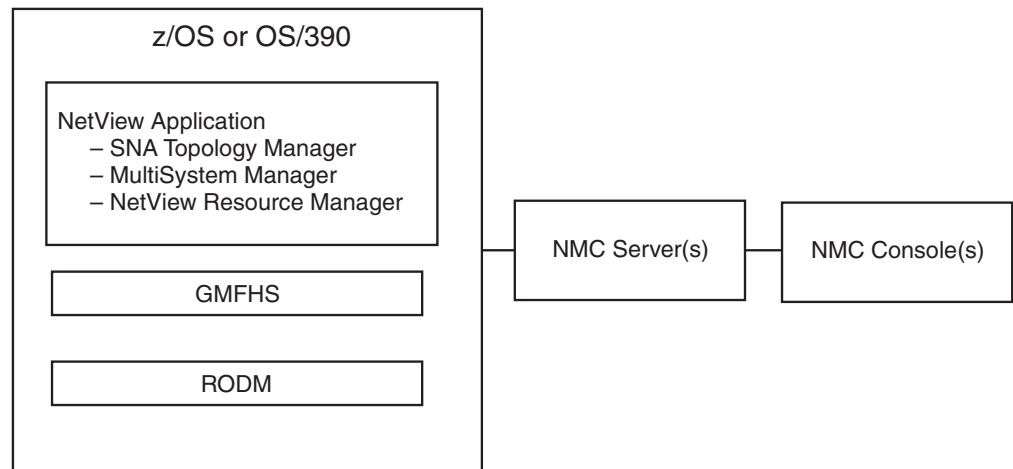 z/OS or OS/390
NetView Application
– SNA Topology Manager
– MultiSystem Manager
– NetView Resource Manager
GMFHS
RODM
NMC Server(s)
NMC Console(s)